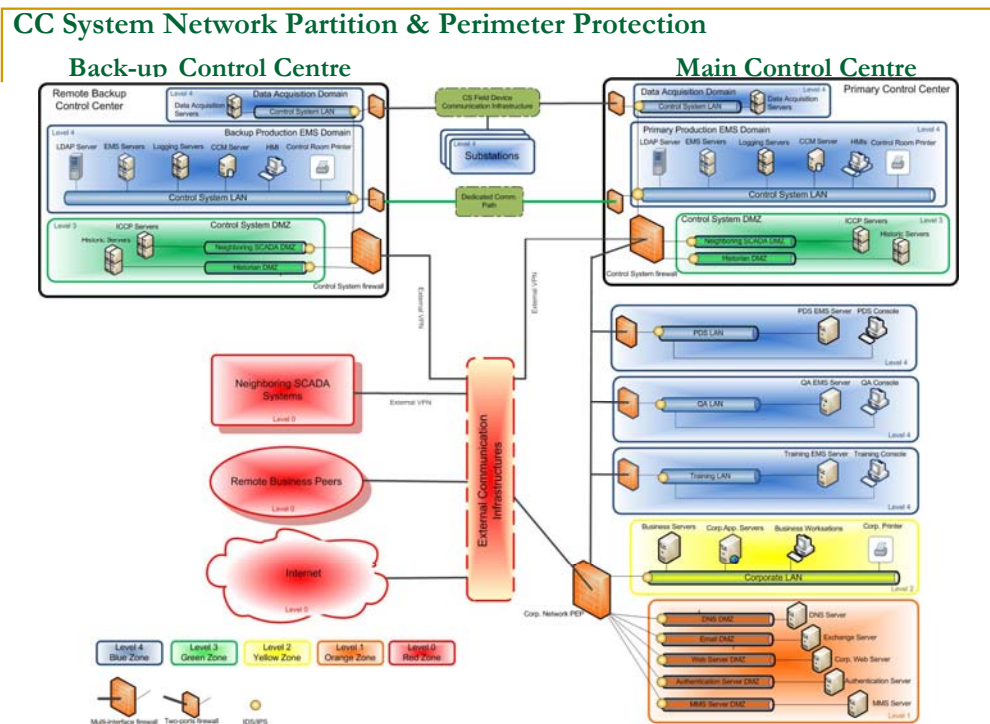 CC System Network Partition & Perimeter Protection
Back-up Control Centre
Main Control Centre
Remote Backup
Control Center
Level 4
Data Acquisition Domain
Data Acquisition
Servers
Control System LAN
Level 4
Backup Production EMS Domain
LDAP Server
EMS Servers
Logging Servers
CCM Server
HMI
Control Room Printer
Control System LAN
Level 3
ICCP Servers
Control System DMZ
Historic Servers
Neighboring SCADA DMZ
Historian DMZ
Control System firewall
CS Field Device
Communication Infrastructure
Level 4
Substations
Dedicated Comm.
Path
Primary Control Center
Data Acquisition Domain
Level 4
Control System LAN
Data Acquisition
Servers
Primary Production EMS Domain
Level 4
LDAP Server
EMS Servers
Logging Servers
CCM Server
HMIs
Control Room Printer
Control System LAN
Control System DMZ
ICCP Servers
Level 3
Historic Servers
Neighboring SCADA DMZ
Historian DMZ
Control System firewall
External VPN
External VPN
External VPN
Neighboring SCADA
Systems
Level 0
Remote Business Peers
Level 0
Internet
Level 0
External Communication
Infrastructures
PDS EMS Server
PDS Console
PDS LAN
Level 4
QA EMS Server
QA Console
QA LAN
Level 4
Training EMS Server
Training Console
Training LAN
Level 4
Business Servers
Corp.App. Servers
Business Worksations
Corp. Printer
Corporate LAN
Level 2
Corp. Network PEP
DNS DMZ
DNS Server
Email DMZ
Exchange Server
Web Server DMZ
Corp. Web Server
Authentication Server DMZ
Authentication Server
MMS Server DMZ
MMS Server
Level 1
Level 4
Blue Zone
Level 3
Green Zone
Level 2
Yellow Zone
Level 1
Orange Zone
Level 0
Red Zone
Multi-interface firewall
Two-ports firewall
IDS/IPS